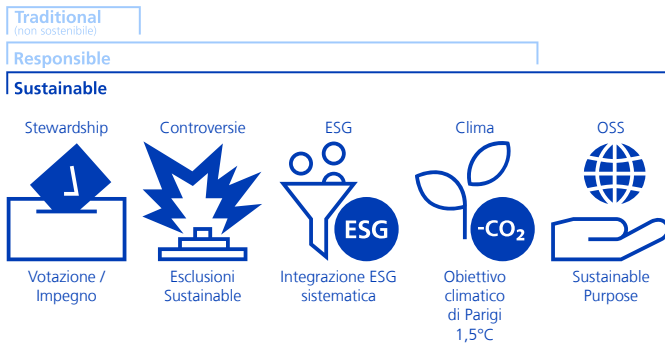 Traditional
(non sostenibile)
Responsible
Sustainable
Stewardship
Controversie
ESG
Clima
OSS
ESG
-CO₂
Votazione /
Impegno
Esclusioni
Sustainable
Integrazione ESG
sistematica
Obiettivo
climatico
di Parigi
1,5°C
Sustainable
Purpose